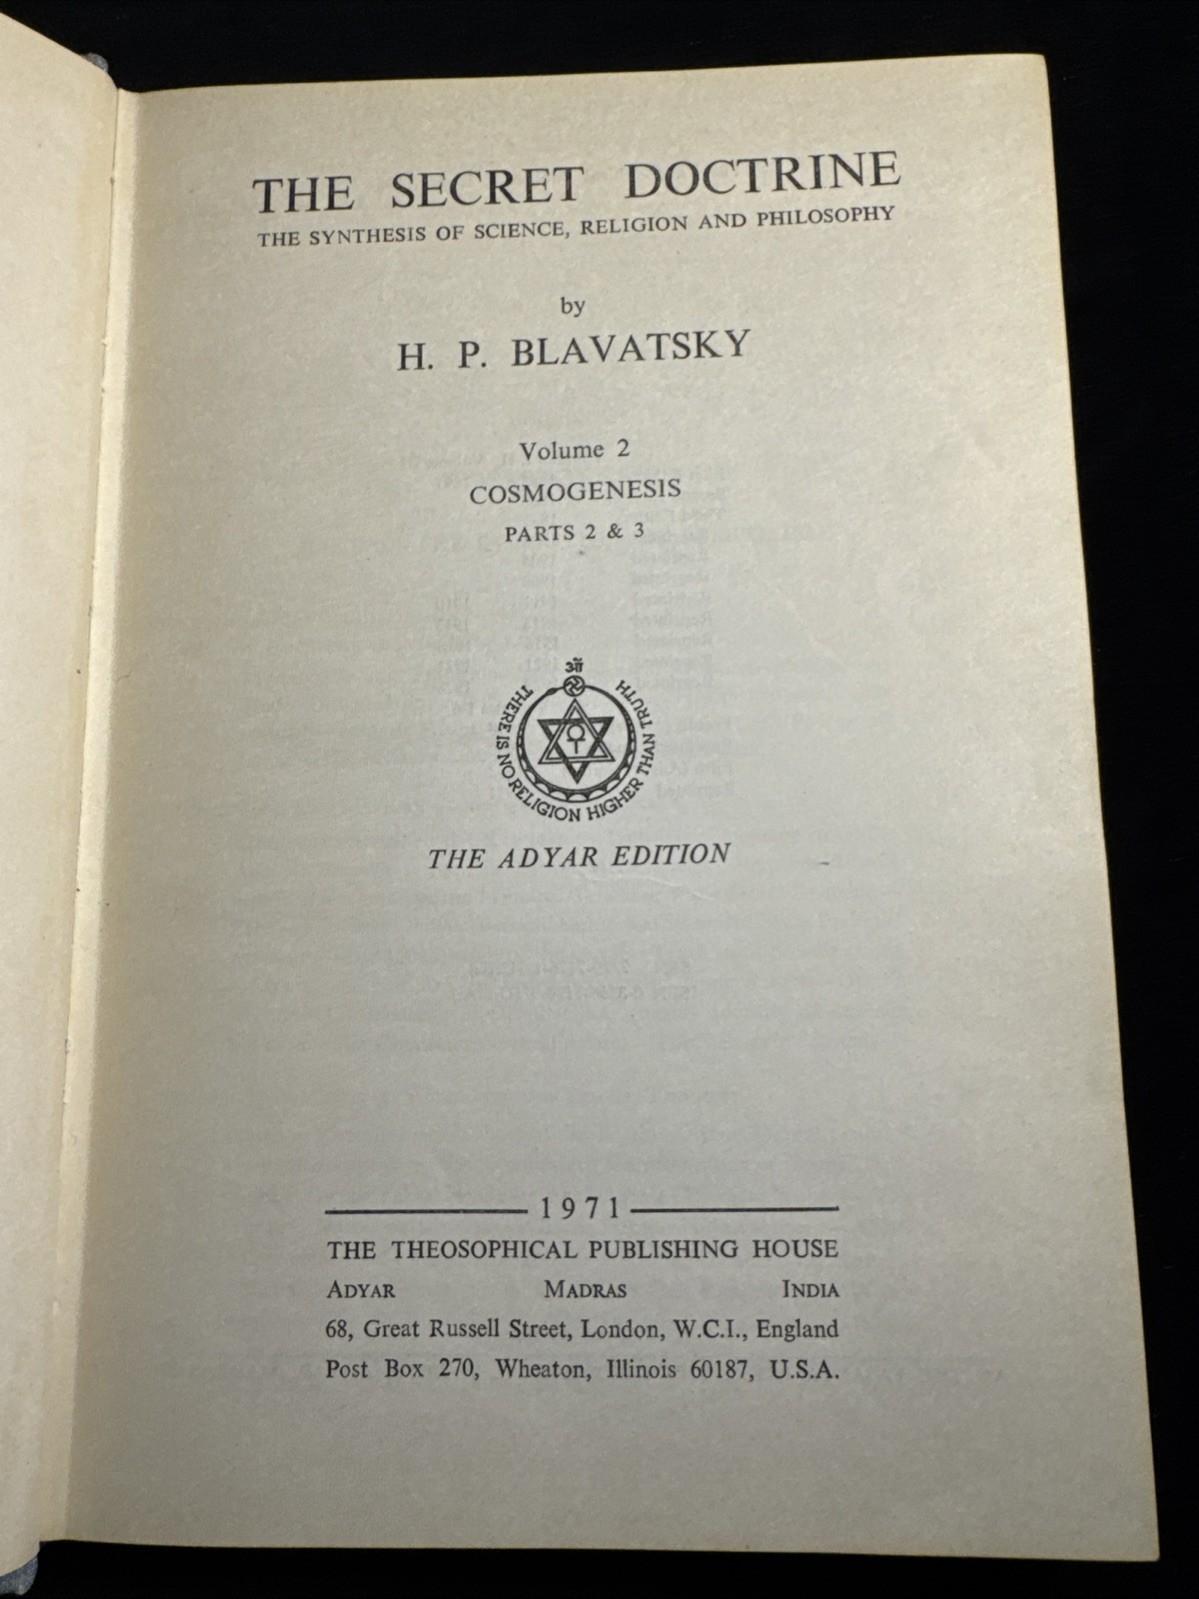 THE SECRET DOCTRINE
THE SYNTHESIS OF SCIENCE, RELIGION AND PHILOSOPHY
by
H. P. BLAVATSKY
Volume 2
COSMOGENESIS
PARTS 2 & 3
ओँ
THERE IS NO RELIGION HIGHER THAN TRUTH
THE ADYAR EDITION
1971
THE THEOSOPHICAL PUBLISHING HOUSE
ADYAR MADRAS INDIA
68, Great Russell Street, London, W.C.I., England
Post Box 270, Wheaton, Illinois 60187, U.S.A.